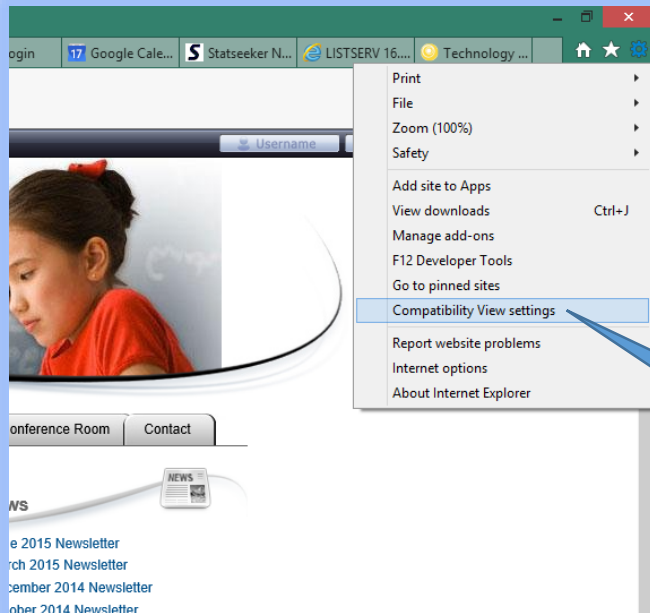 ogin
17 Google Cale...
S Statseeker N...
LISTSERV 16....
Technology ...
Username
Print
File
Zoom (100%)
Safety
Add site to Apps
View downloads Ctrl+J
Manage add-ons
F12 Developer Tools
Go to pinned sites
Compatibility View settings
Report website problems
Internet options
About Internet Explorer
onference Room
Contact
NEWS
ws
e 2015 Newsletter
rch 2015 Newsletter
cember 2014 Newsletter
ober 2014 Newsletter